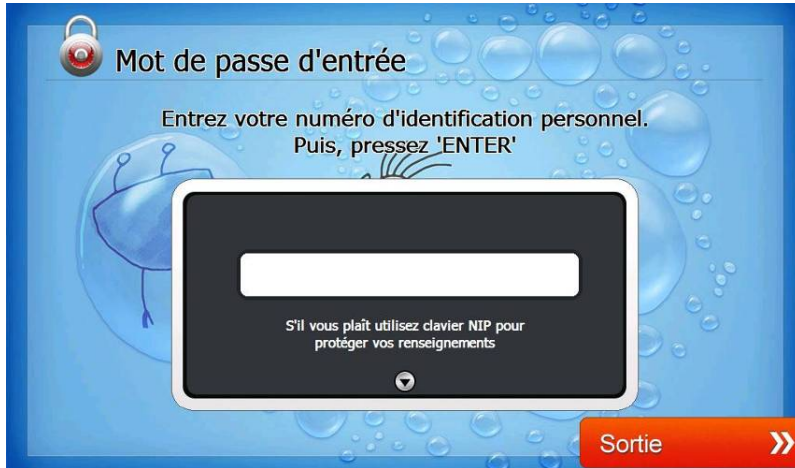 Mot de passe d'entrée
Entrez votre numéro d'identification personnel.
Puis, pressez 'ENTER'
S'il vous plaît utilisez clavier NIP pour
protéger vos renseignements
Sortie